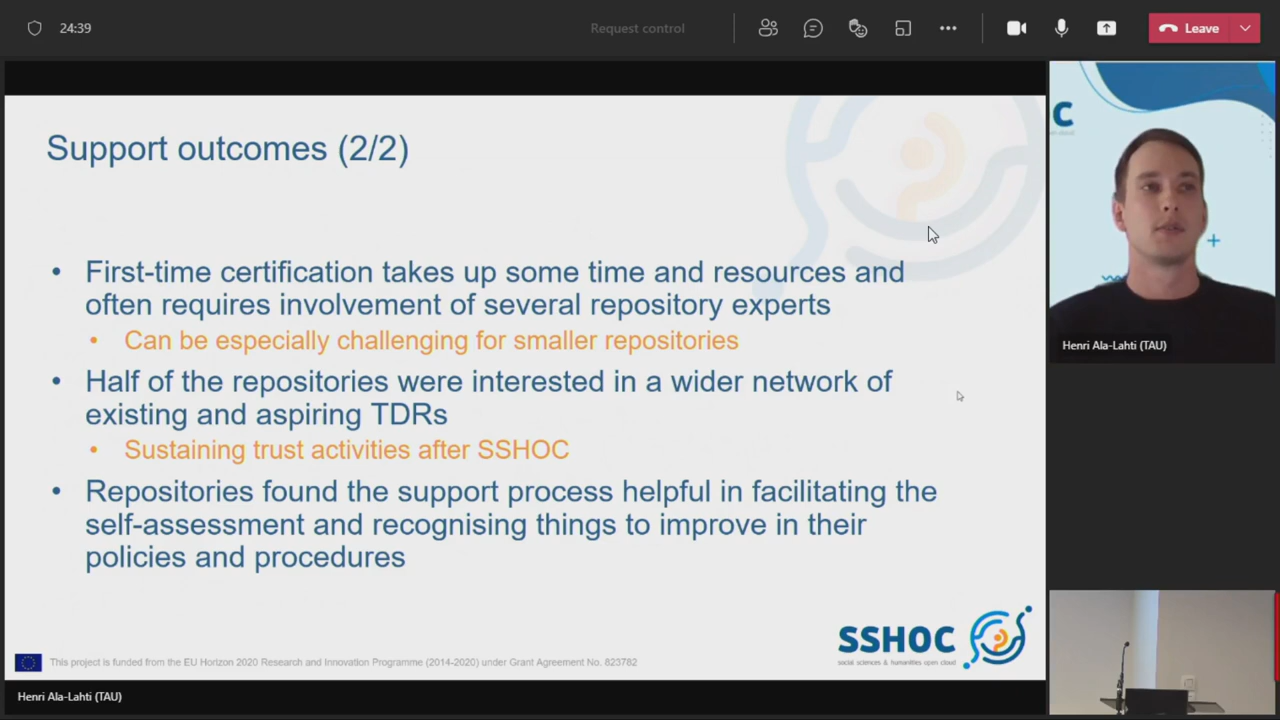 24:39
Request control
Leave
Support outcomes (2/2)
• First-time certification takes up some time and resources and
often requires involvement of several repository experts
• Can be especially challenging for smaller repositories
• Half of the repositories were interested in a wider network of
existing and aspiring TDRs
• Sustaining trust activities after SSHOC
• Repositories found the support process helpful in facilitating the
self-assessment and recognising things to improve in their
policies and procedures
SSHOC
social sciences & humanities open cloud
This project is funded from the EU Horizon 2020 Research and Innovation Programme (2014-2020) under Grant Agreement No. 823782
Henri Ala-Lahti (TAU)
C
Henri Ala-Lahti (TAU)